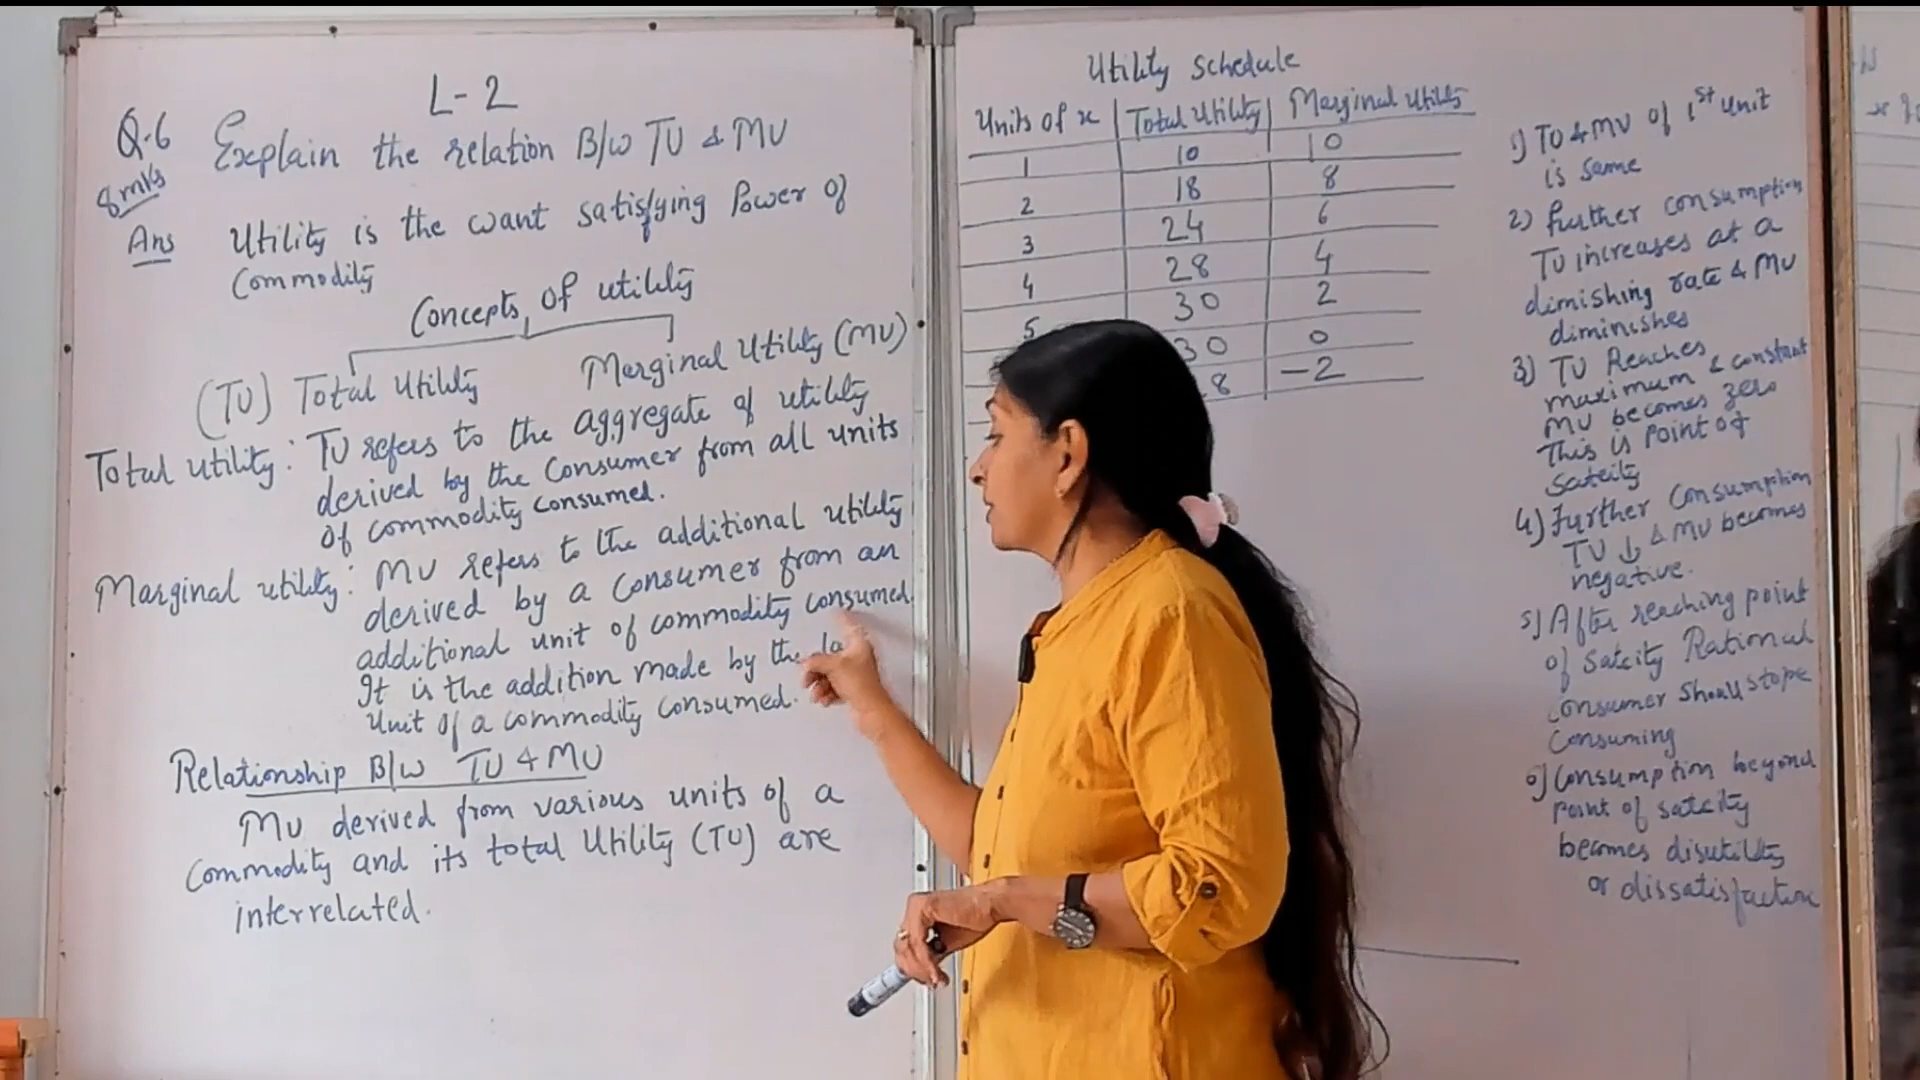 L-2
Q.6 Explain the relation B/w TU & MU
8mks
Ans Utility is the want satisfying Power of
Commodity
Concepts of utility
(TU) Total Utility Marginal Utility (MU)
Total utility: TU refers to the aggregate of utility
derived by the Consumer from all units
of commodity consumed.
Marginal utility: MU refers to the additional utility
derived by a consumer from an
additional unit of commodity consumed.
It is the addition made by the
Unit of a commodity consumed.
Relationship B/w TU & MU
MU derived from various units of a
commodity and its total Utility (TU) are
interrelated.
Utility Schedule
Units of x Total Utility Marginal Utility
1 10 10
2 18 8
3 24 6
4 28 4
5 30 2
30 0
8 -2
1) TU & MU of 1st unit
is same
2) further consumption
TU increases at a
dimishing rate & MU
diminishes
3) TU Reaches
maximum & constant
MU becomes zero
This is point of
Sateity
4) Further Consumption
TU ↓ & MU becomes
negative.
5) After reaching point
of sateity Rational
consumer should stope
consuming
6) Consumption beyond
point of sateity
becomes disutility
or dissatisfaction